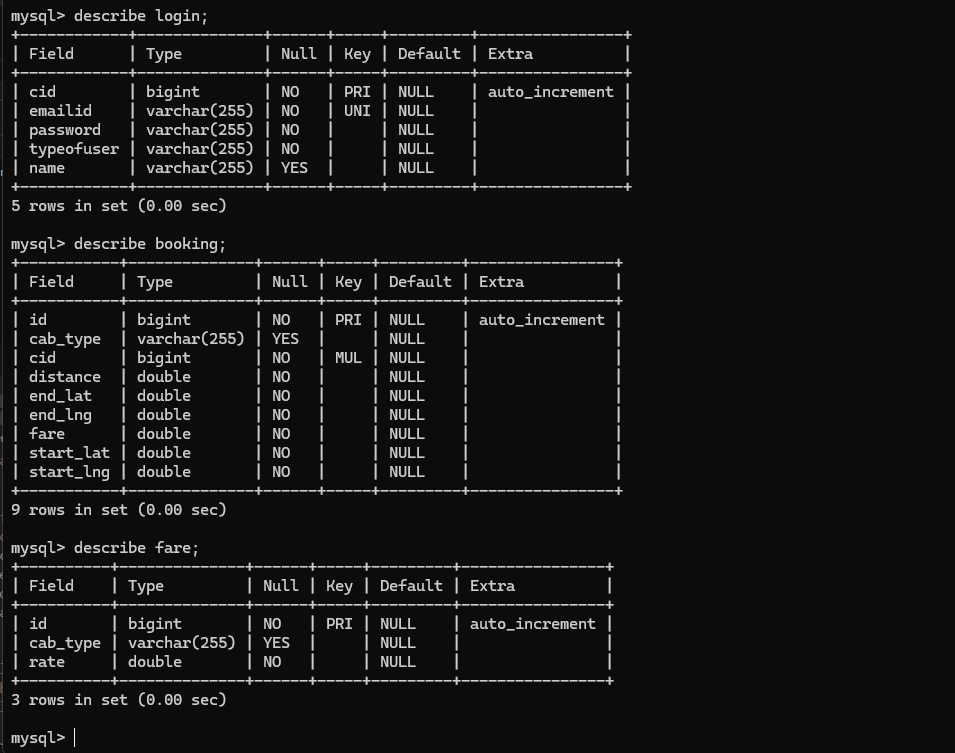 mysql> describe login;
+------------+--------------+------+-----+---------+----------------+
| Field      | Type         | Null | Key | Default | Extra          |
+------------+--------------+------+-----+---------+----------------+
| cid        | bigint       | NO   | PRI | NULL    | auto_increment |
| emailid    | varchar(255) | NO   | UNI | NULL    |                |
| password   | varchar(255) | NO   |     | NULL    |                |
| typeofuser | varchar(255) | NO   |     | NULL    |                |
| name       | varchar(255) | YES  |     | NULL    |                |
+------------+--------------+------+-----+---------+----------------+
5 rows in set (0.00 sec)

mysql> describe booking;
+-----------+--------------+------+-----+---------+----------------+
| Field     | Type         | Null | Key | Default | Extra          |
+-----------+--------------+------+-----+---------+----------------+
| id        | bigint       | NO   | PRI | NULL    | auto_increment |
| cab_type  | varchar(255) | YES  |     | NULL    |                |
| cid       | bigint       | NO   | MUL | NULL    |                |
| distance  | double       | NO   |     | NULL    |                |
| end_lat   | double       | NO   |     | NULL    |                |
| end_lng   | double       | NO   |     | NULL    |                |
| fare      | double       | NO   |     | NULL    |                |
| start_lat | double       | NO   |     | NULL    |                |
| start_lng | double       | NO   |     | NULL    |                |
+-----------+--------------+------+-----+---------+----------------+
9 rows in set (0.00 sec)

mysql> describe fare;
+----------+--------------+------+-----+---------+----------------+
| Field    | Type         | Null | Key | Default | Extra          |
+----------+--------------+------+-----+---------+----------------+
| id       | bigint       | NO   | PRI | NULL    | auto_increment |
| cab_type | varchar(255) | YES  |     | NULL    |                |
| rate     | double       | NO   |     | NULL    |                |
+----------+--------------+------+-----+---------+----------------+
3 rows in set (0.00 sec)

mysql>